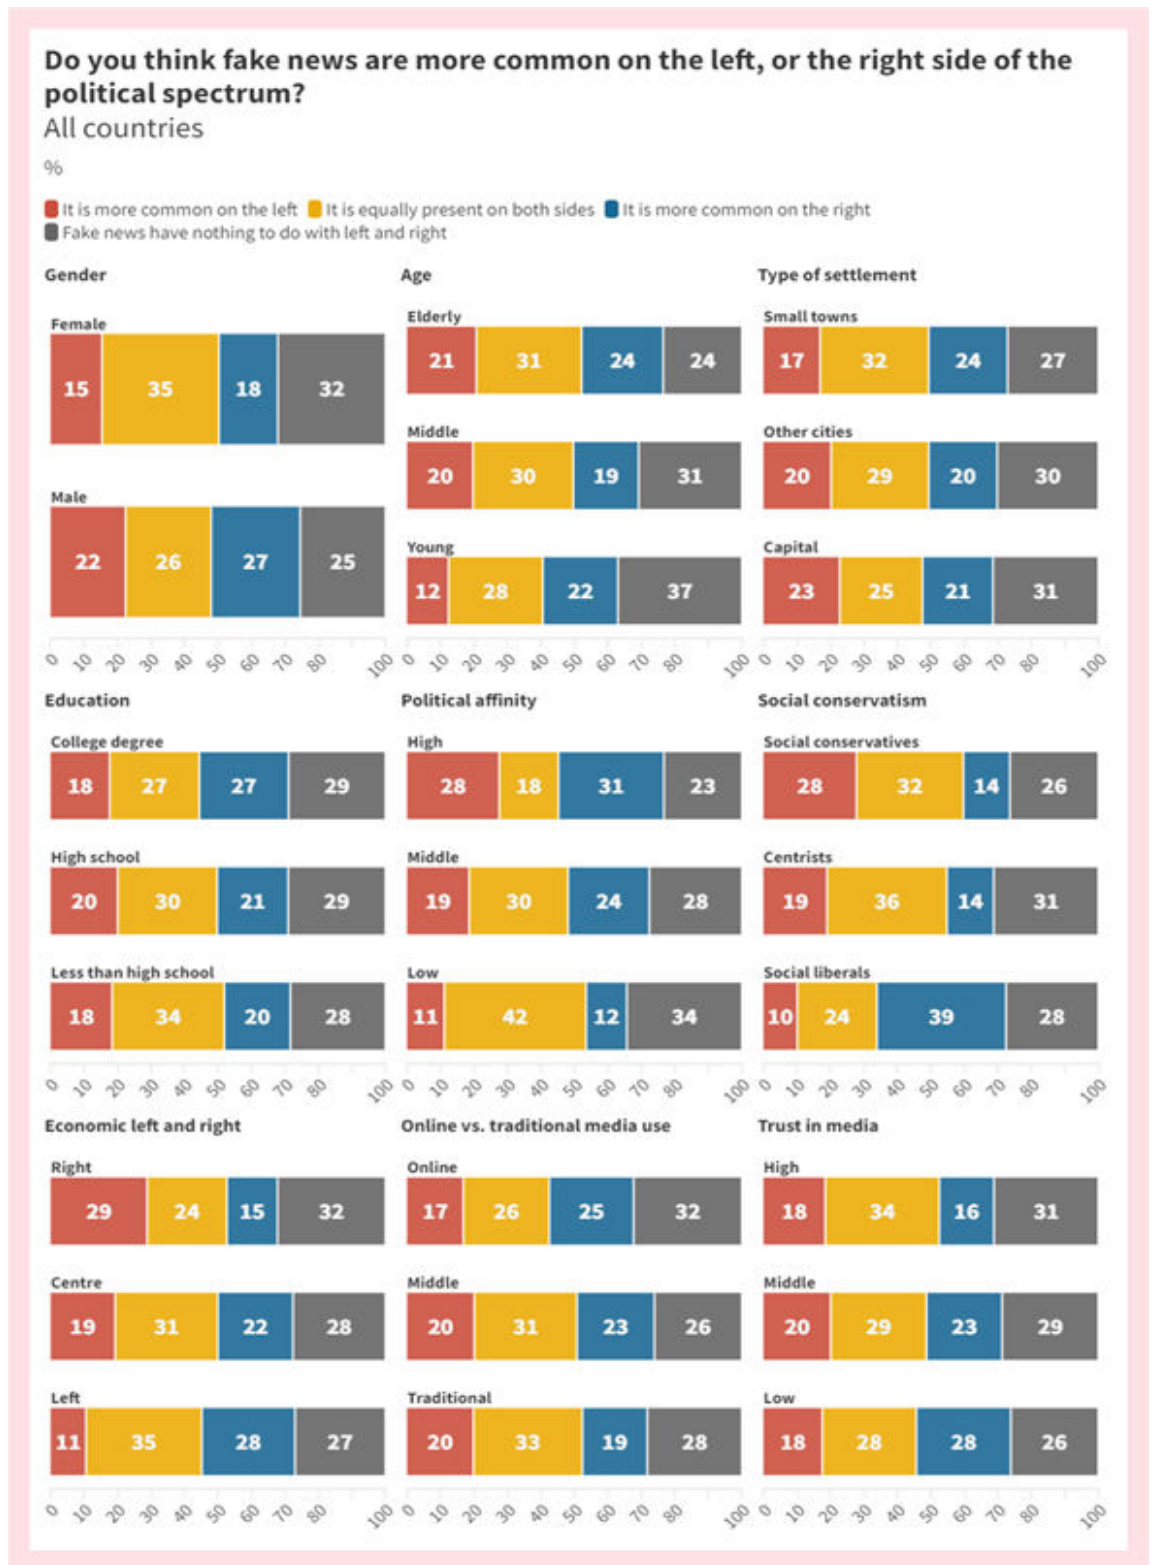 Do you think fake news are more common on the left, or the right side of the
political spectrum?
All countries
%
It is more common on the left It is equally present on both sides It is more common on the right
Fake news have nothing to do with left and right
Gender
Female
15 35 18 32
Male
22 26 27 25
0 10 20 30 40 50 60 70 80 100
Age
Elderly
21 31 24 24
Middle
20 30 19 31
Young
12 28 22 37
0 10 20 30 40 50 60 70 80 100
Type of settlement
Small towns
17 32 24 27
Other cities
20 29 20 30
Capital
23 25 21 31
0 10 20 30 40 50 60 70 80 100
Education
College degree
18 27 27 29
High school
20 30 21 29
Less than high school
18 34 20 28
0 10 20 30 40 50 60 70 80 100
Political affinity
High
28 18 31 23
Middle
19 30 24 28
Low
11 42 12 34
0 10 20 30 40 50 60 70 80 100
Social conservatism
Social conservatives
28 32 14 26
Centrists
19 36 14 31
Social liberals
10 24 39 28
0 10 20 30 40 50 60 70 80 100
Economic left and right
Right
29 24 15 32
Centre
19 31 22 28
Left
11 35 28 27
0 10 20 30 40 50 60 70 80 100
Online vs. traditional media use
Online
17 26 25 32
Middle
20 31 23 26
Traditional
20 33 19 28
0 10 20 30 40 50 60 70 80 100
Trust in media
High
18 34 16 31
Middle
20 29 23 29
Low
18 28 28 26
0 10 20 30 40 50 60 70 80 100